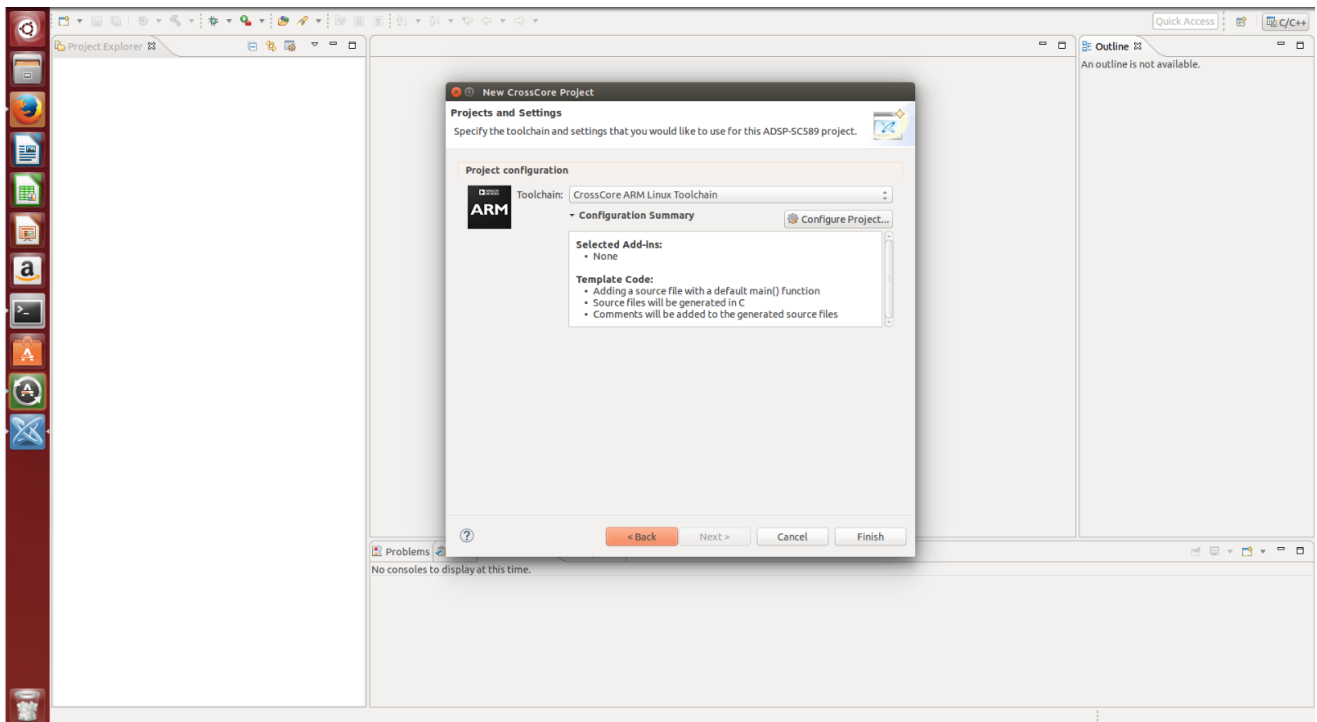 Quick Access
C/C++
Project Explorer
Outline
An outline is not available.
New CrossCore Project
Projects and Settings
Specify the toolchain and settings that you would like to use for this ADSP-SC589 project.
Project configuration
ARM
Toolchain:
CrossCore ARM Linux Toolchain
Configuration Summary
Configure Project...
Selected Add-ins:
• None
Template Code:
• Adding a source file with a default main() function
• Source files will be generated in C
• Comments will be added to the generated source files
< Back
Next >
Cancel
Finish
Problems
No consoles to display at this time.